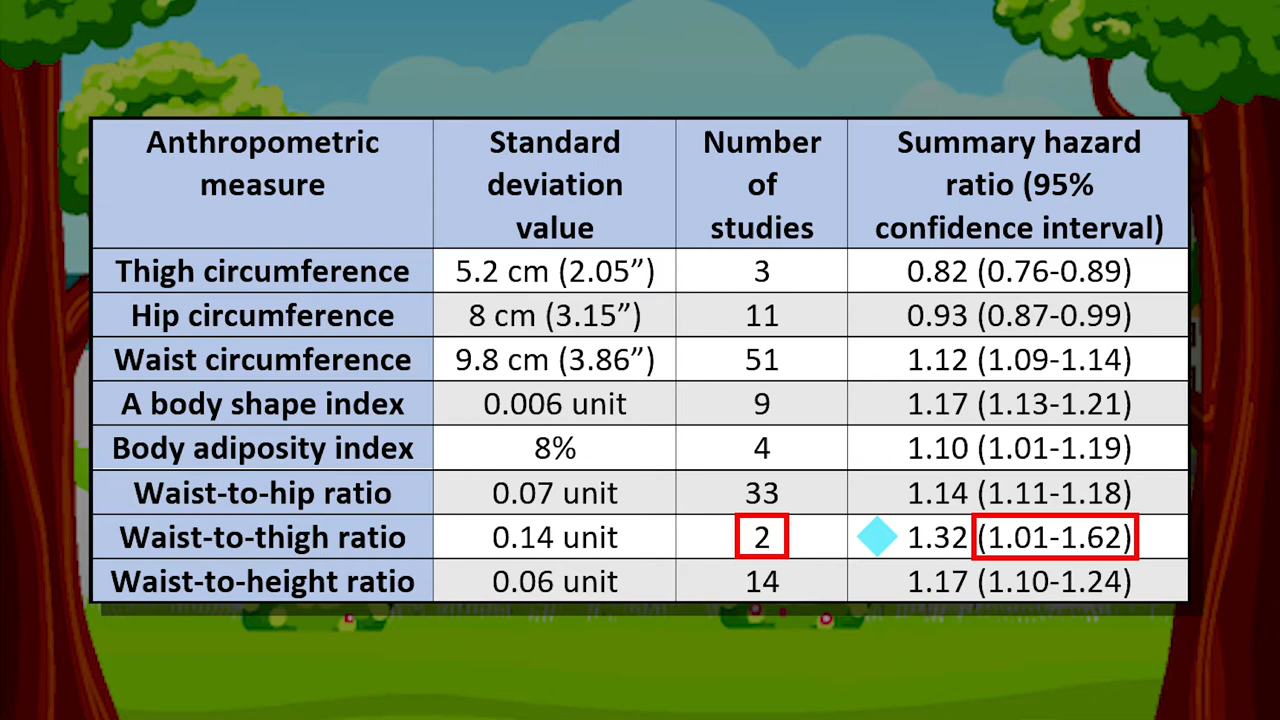 Anthropometric measure
Standard deviation value
Number of studies
Summary hazard ratio (95% confidence interval)
Thigh circumference 5.2 cm (2.05”) 3 0.82 (0.76-0.89)
Hip circumference 8 cm (3.15”) 11 0.93 (0.87-0.99)
Waist circumference 9.8 cm (3.86”) 51 1.12 (1.09-1.14)
A body shape index 0.006 unit 9 1.17 (1.13-1.21)
Body adiposity index 8% 4 1.10 (1.01-1.19)
Waist-to-hip ratio 0.07 unit 33 1.14 (1.11-1.18)
Waist-to-thigh ratio 0.14 unit 2 1.32 (1.01-1.62)
Waist-to-height ratio 0.06 unit 14 1.17 (1.10-1.24)